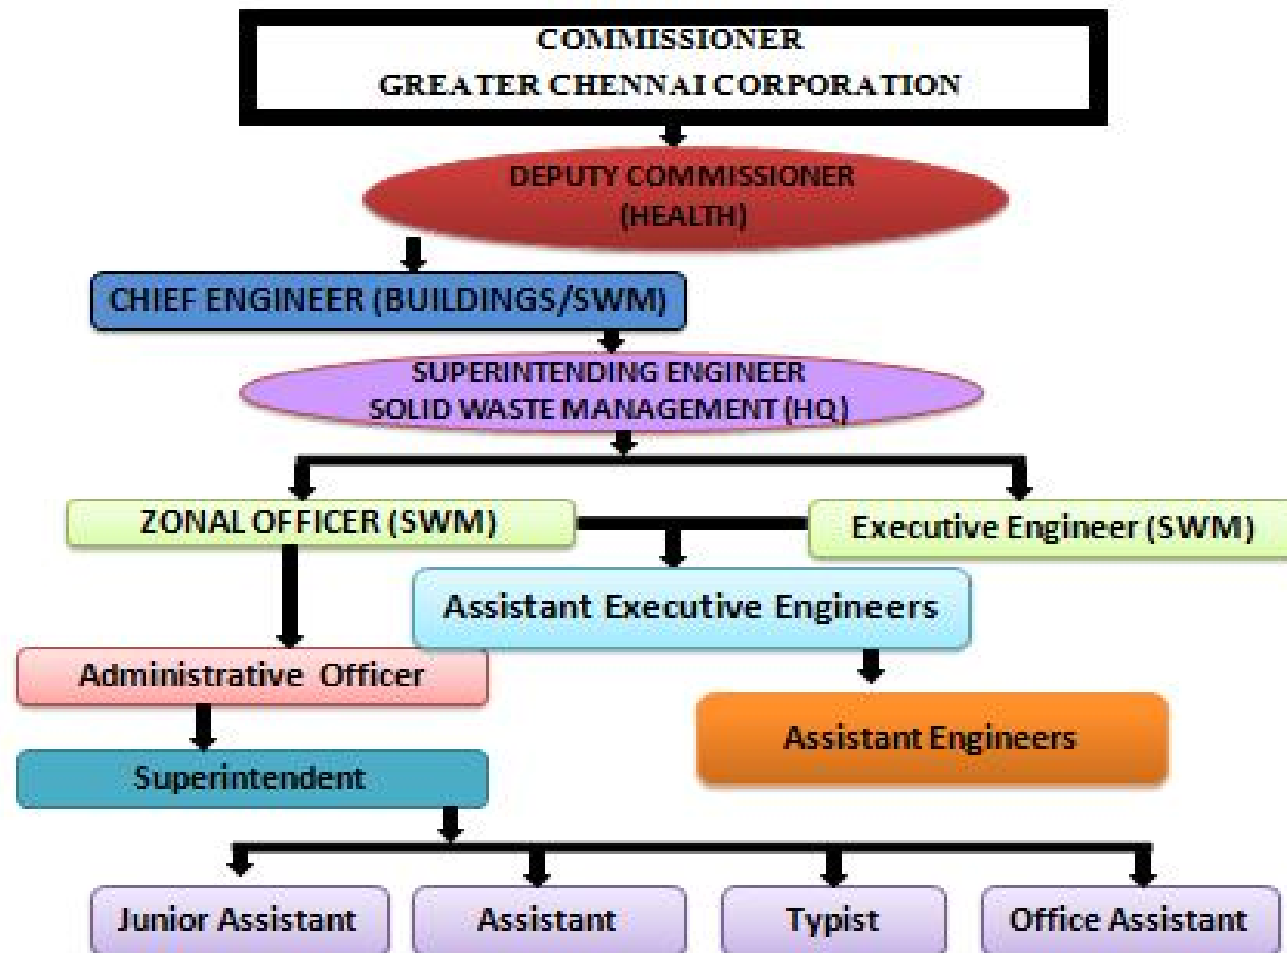 COMMISSIONER
GREATER CHENNAI CORPORATION
DEPUTY COMMISSIONER
(HEALTH)
CHIEF ENGINEER (BUILDINGS/SWM)
SUPERINTENDING ENGINEER
SOLID WASTE MANAGEMENT (HQ)
ZONAL OFFICER (SWM)
Executive Engineer (SWM)
Assistant Executive Engineers
Administrative Officer
Assistant Engineers
Superintendent
Junior Assistant
Assistant
Typist
Office Assistant